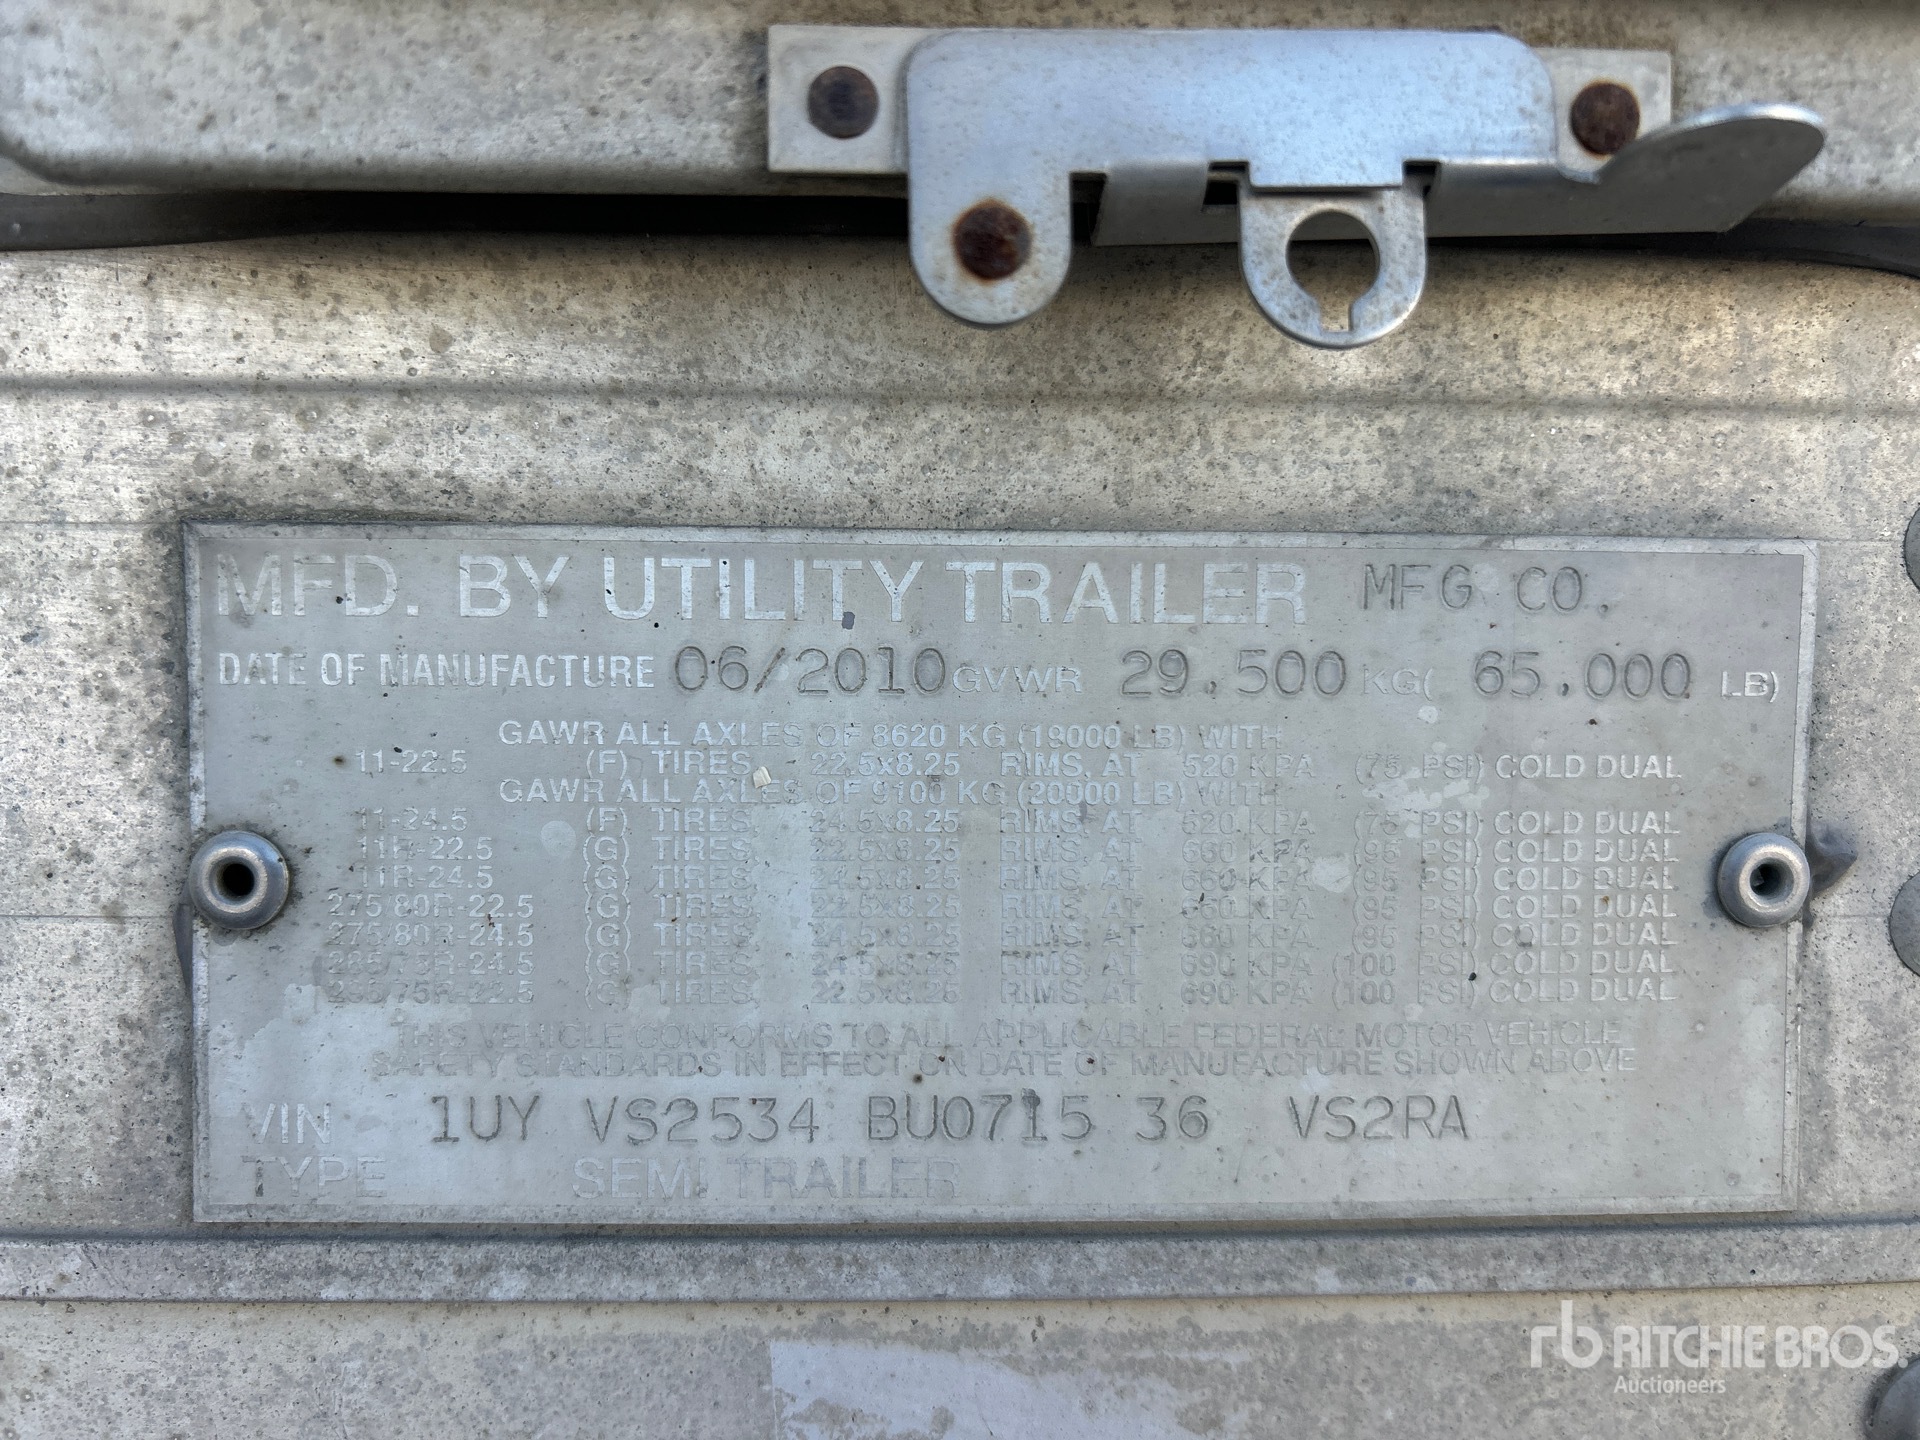 MFD. BY UTILITY TRAILER MFG CO.
DATE OF MANUFACTURE 06/2010 GVWR 29.500 KG( 65.000 LB)
GAWR ALL AXLES OF 8620 KG (19000 LB) WITH
11-22.5 (F) TIRES, 22.5x8.25 RIMS, AT 520 KPA (75 PSI) COLD DUAL
GAWR ALL AXLES OF 9100 KG (20000 LB) WITH
11-24.5 (F) TIRES, 24.5x8.25 RIMS, AT 520 KPA (75 PSI) COLD DUAL
11R-22.5 (G) TIRES, 22.5x8.25 RIMS, AT 660 KPA (95 PSI) COLD DUAL
11R-24.5 (G) TIRES, 24.5x8.25 RIMS, AT 660 KPA (95 PSI) COLD DUAL
275/80R-22.5 (G) TIRES, 22.5x8.25 RIMS, AT 660 KPA (95 PSI) COLD DUAL
275/80R-24.5 (G) TIRES, 24.5x8.25 RIMS, AT 660 KPA (95 PSI) COLD DUAL
285/75R-24.5 (G) TIRES, 24.5x8.25 RIMS, AT 690 KPA (100 PSI) COLD DUAL
295/75R-22.5 (G) TIRES, 22.5x8.25 RIMS, AT 690 KPA (100 PSI) COLD DUAL
THIS VEHICLE CONFORMS TO ALL APPLICABLE FEDERAL MOTOR VEHICLE
SAFETY STANDARDS IN EFFECT ON DATE OF MANUFACTURE SHOWN ABOVE
VIN 1UY VS2534 BU0715 36 VS2RA
TYPE SEMI TRAILER
rb RITCHIE BROS.
Auctioneers